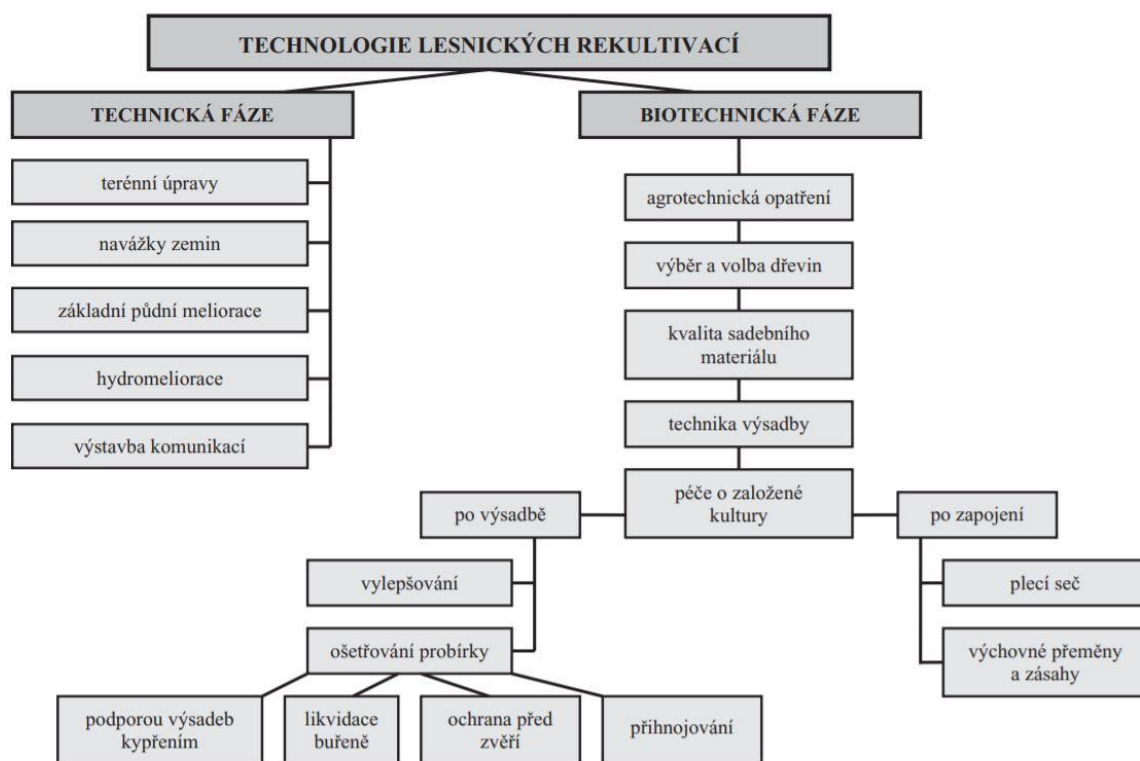 TECHNOLOGIE LESNICKÝCH REKULTIVACÍ
TECHNICKÁ FÁZE
BIOTECHNICKÁ FÁZE
terénní úpravy
navážky zemin
základní půdní meliorace
hydromeliorace
výstavba komunikací
agrotechnická opatření
výběr a volba dřevin
kvalita sadebního
materiálu
technika výsadby
péče o založené
kultury
po výsadbě
po zapojení
vylepšování
ošetřování probírky
plecí seč
výchovné přeměny
a zásahy
podporou výsadeb
kypřením
likvidace
buřeně
ochrana před
zvěří
přihnojování